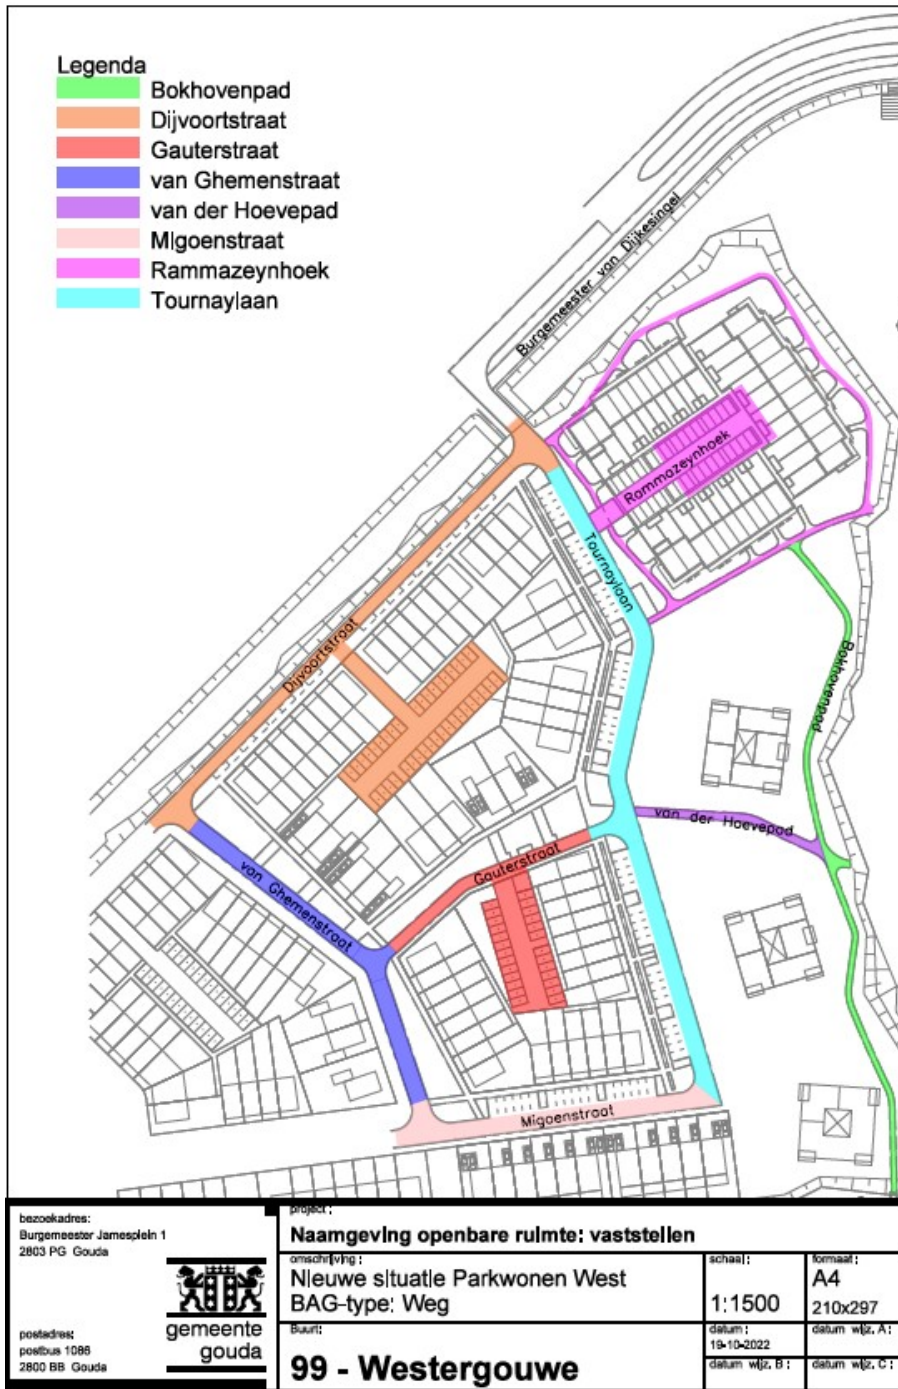 Legenda
Bokhovenpad
Dijvoortstraat
Gauterstraat
van Ghemenstraat
van der Hoevepad
Migoenstraat
Rammazeynhoek
Tournaylaan
Burgemeester van Dijkesingel
Rammazeynhoek
Tournaylaan
Dijvoortstraat
Bokhovenpad
van der Hoevepad
Gauterstraat
van Ghemenstraat
Migoenstraat
bezoekadres:
Burgemeester Jamesplein 1
2803 PG Gouda
postadres:
postbus 1086
2800 BB Gouda
gemeente
gouda
project:
Naamgeving openbare ruimte: vaststellen
omschrijving:
Nieuwe situatie Parkwonen West
BAG-type: Weg
schaal:
1:1500
formaat:
A4
210x297
Buurt:
99 - Westergouwe
datum:
19-10-2022
datum wijz. A:
datum wijz. B:
datum wijz. C: